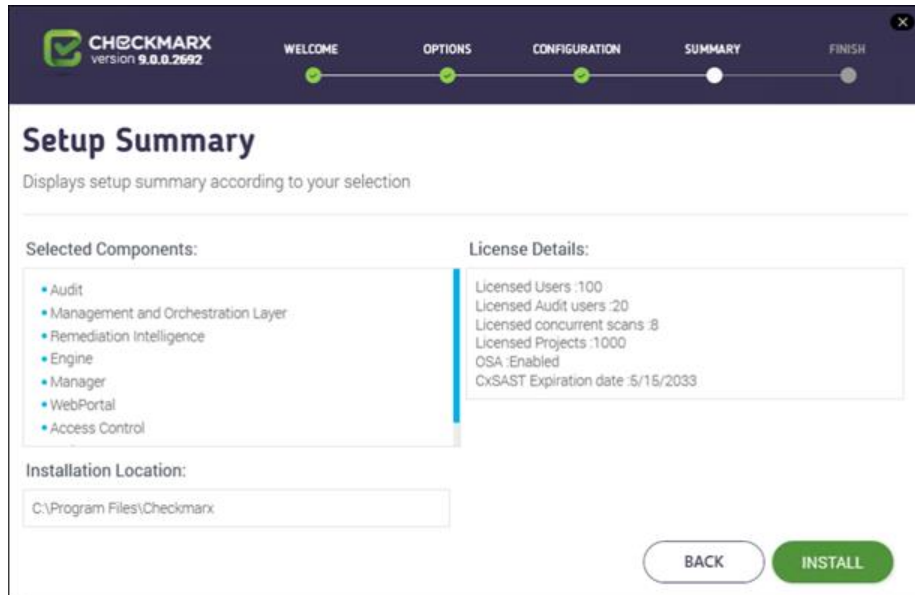 CHECKMARX
version 9.0.0.2692
WELCOME
OPTIONS
CONFIGURATION
SUMMARY
FINISH
Setup Summary
Displays setup summary according to your selection
Selected Components:
• Audit
• Management and Orchestration Layer
• Remediation Intelligence
• Engine
• Manager
• WebPortal
• Access Control
License Details:
Licensed Users :100
Licensed Audit users :20
Licensed concurrent scans :8
Licensed Projects :1000
OSA :Enabled
CxSAST Expiration date :5/15/2033
Installation Location:
C:\Program Files\Checkmarx
BACK
INSTALL